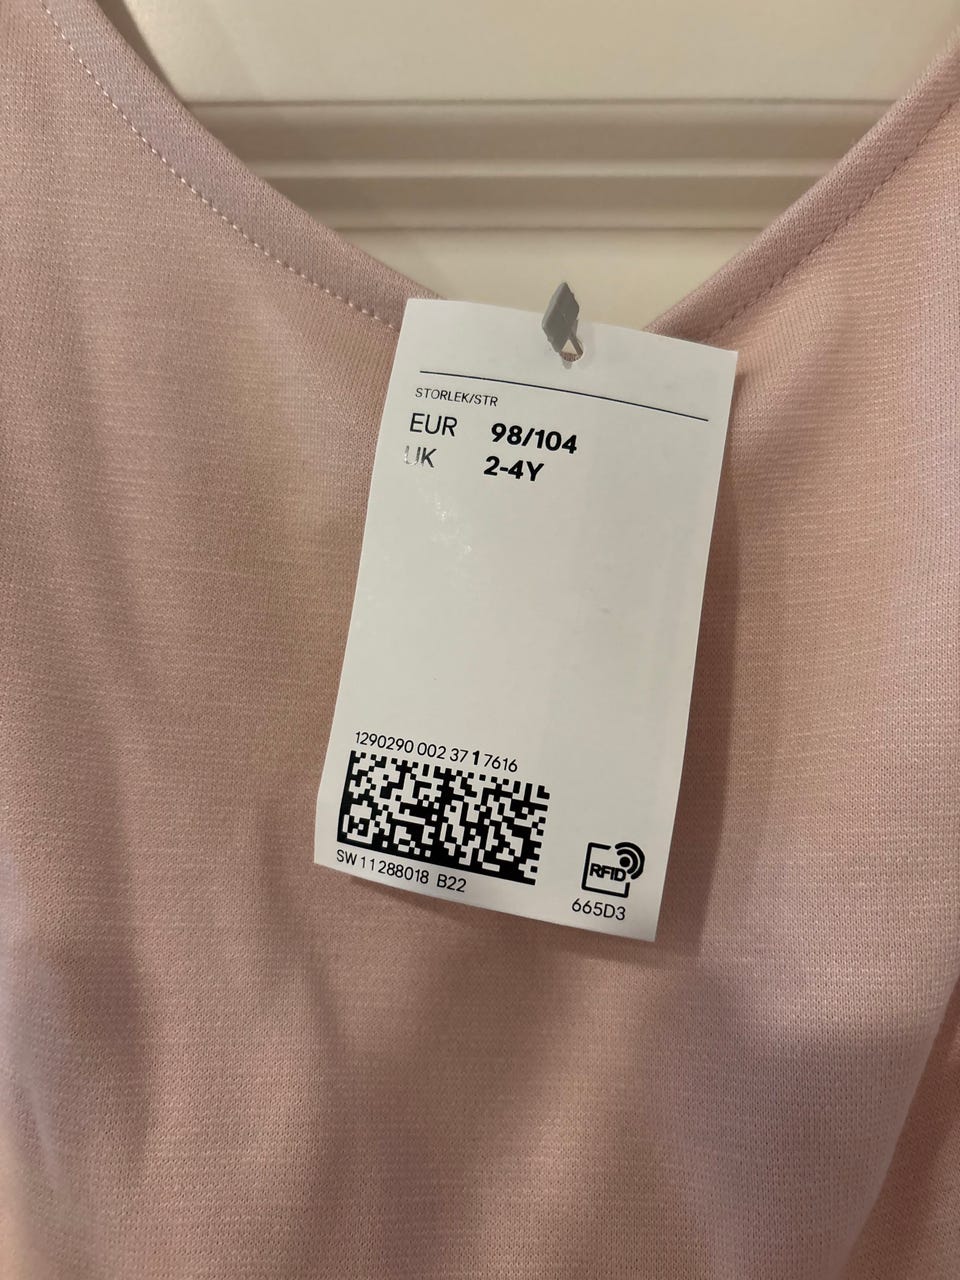 STORLEK/STR
EUR 98/104
UK 2-4Y
1290290 002 37 1 7616
SW 11288018 B22
RFID
665D3